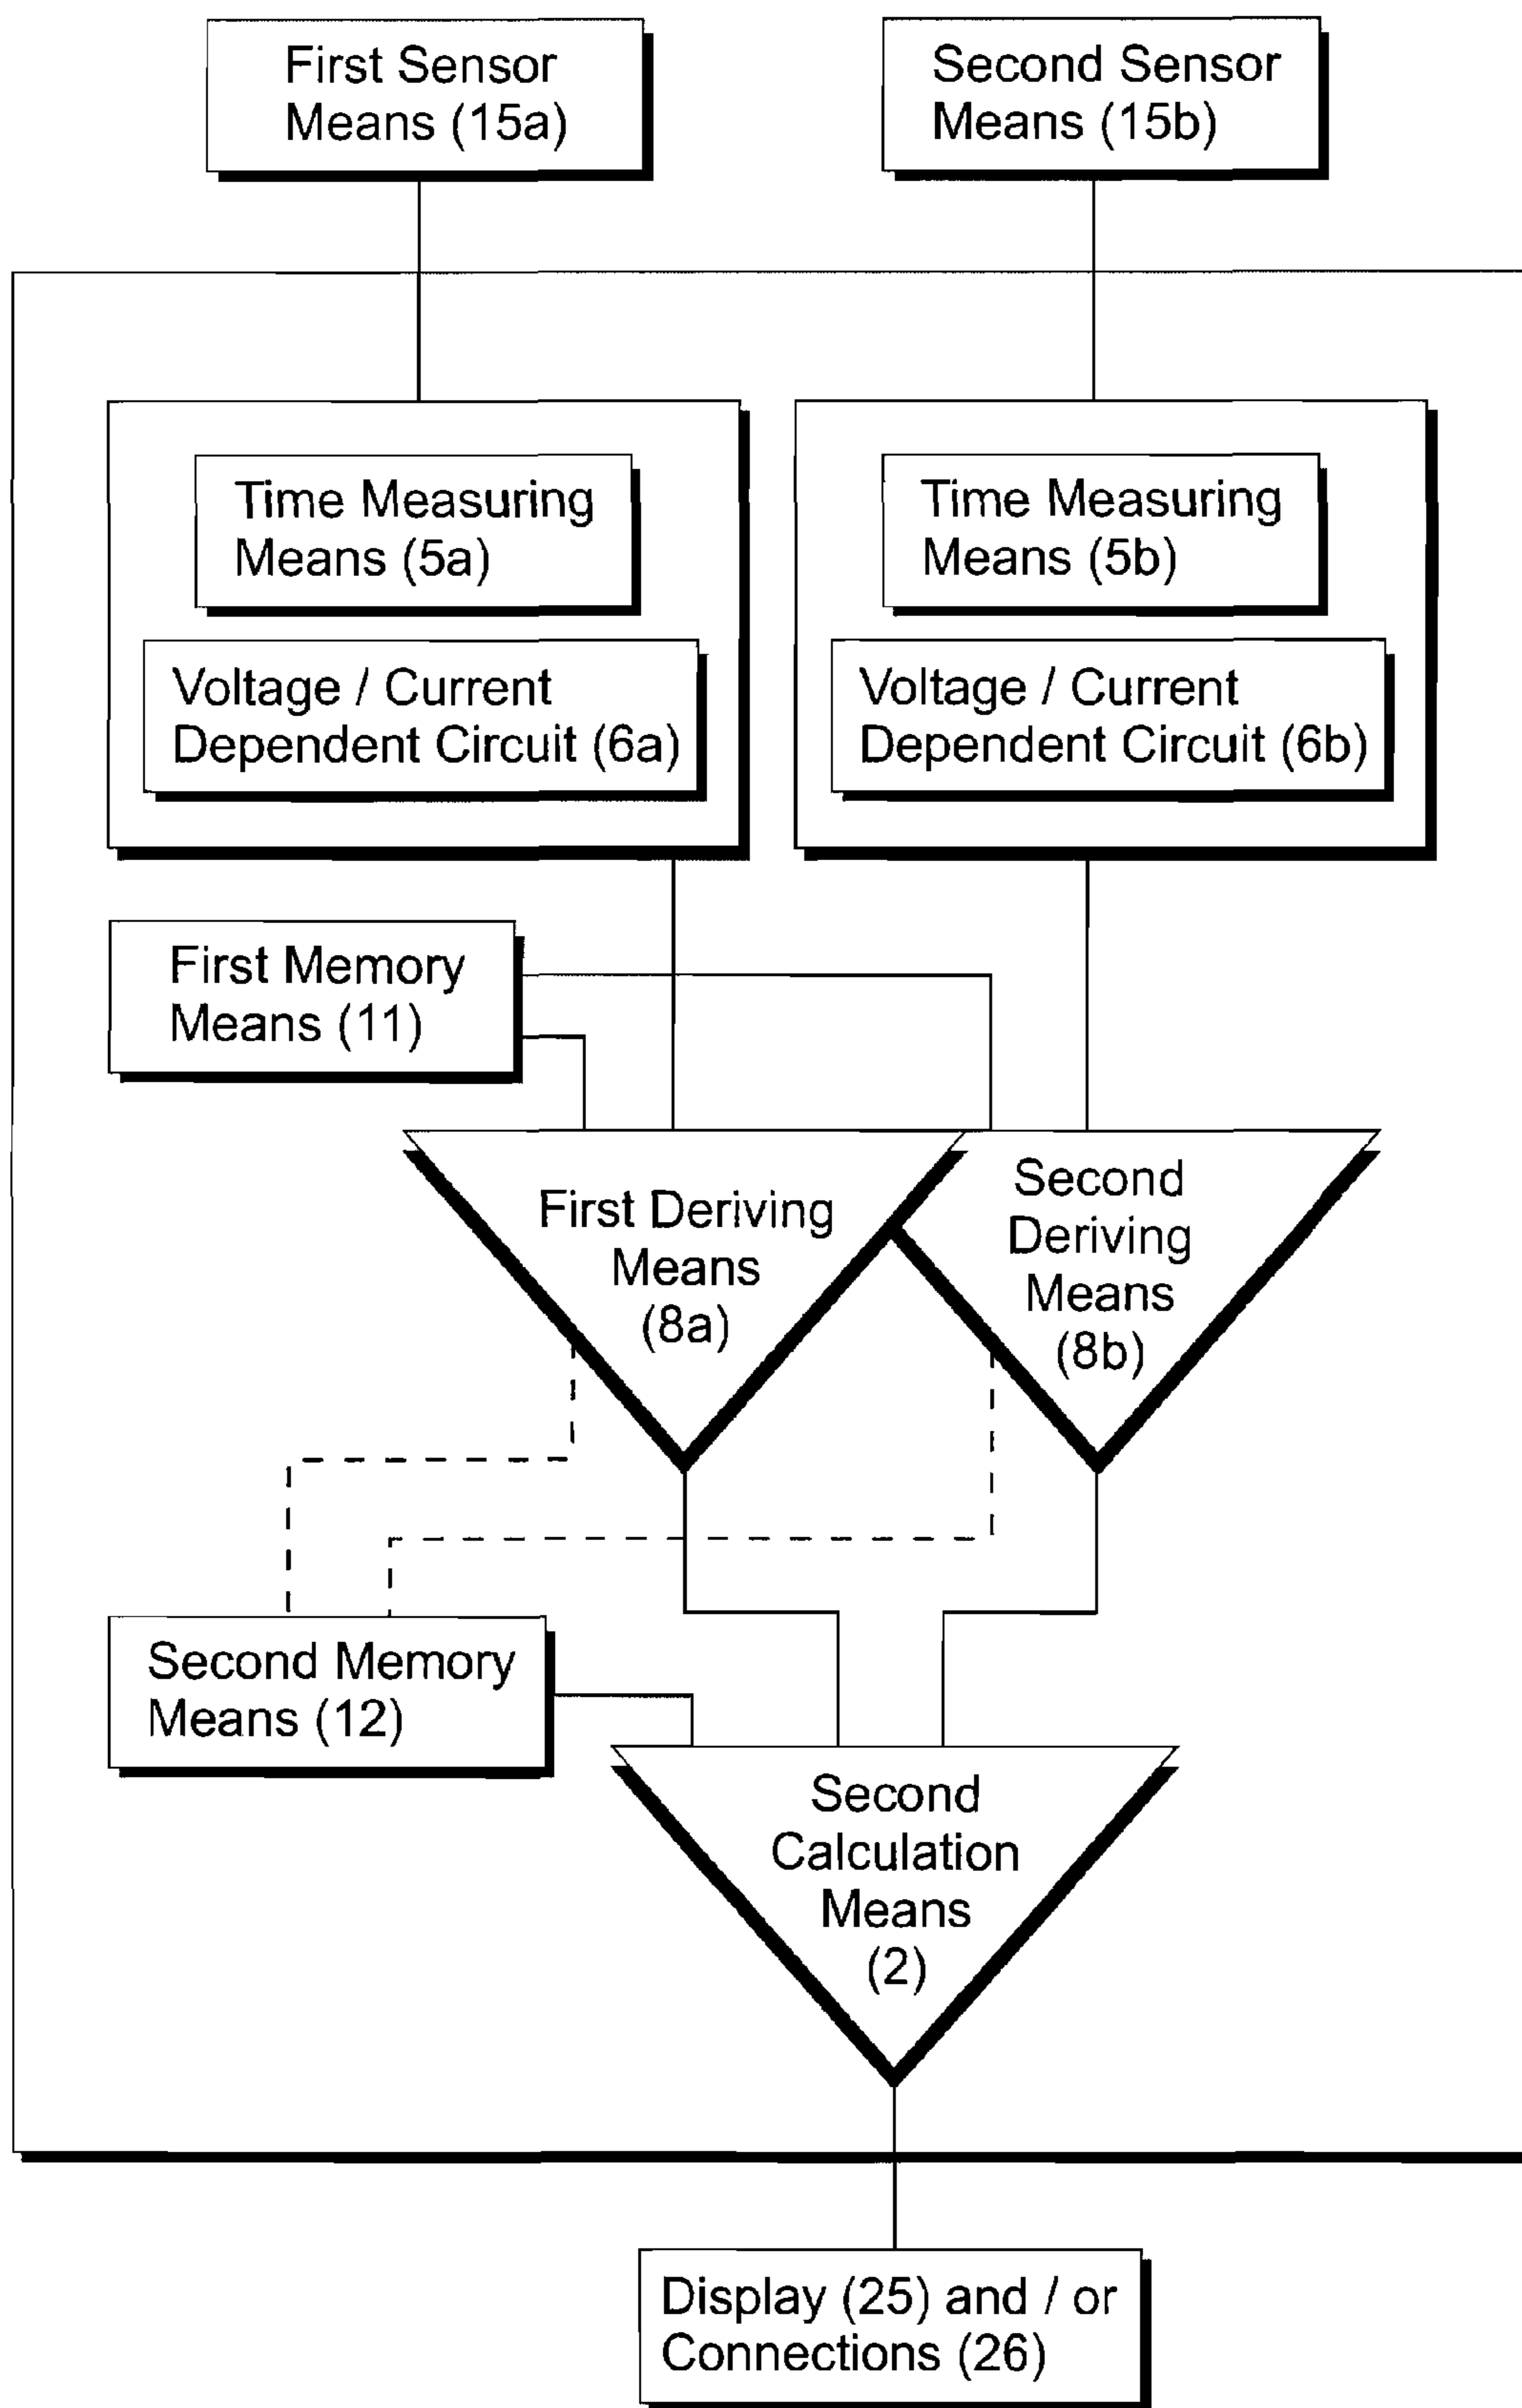 First Sensor
Means (15a)
Second Sensor
Means (15b)
Time Measuring
Means (5a)
Time Measuring
Means (5b)
Voltage / Current
Dependent Circuit (6a)
Voltage / Current
Dependent Circuit (6b)
First Memory
Means (11)
First Deriving
Means
(8a)
Second
Deriving
Means
(8b)
Second Memory
Means (12)
Second
Calculation
Means
(2)
Display (25) and / or
Connections (26)